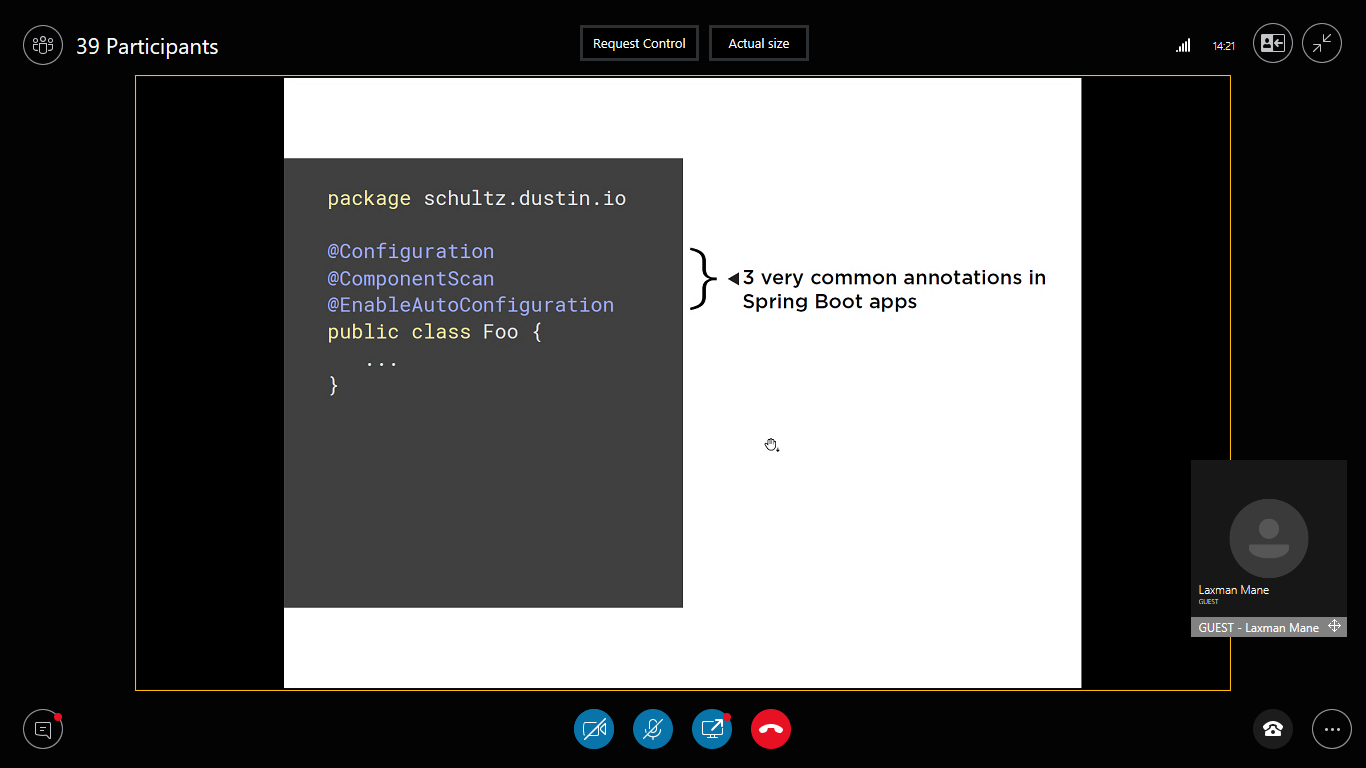 39 Participants
Request Control
Actual size
14:21
package schultz.dustin.io
@Configuration
@ComponentScan
@EnableAutoConfiguration
public class Foo {
...
}
3 very common annotations in
Spring Boot apps
Laxman Mane
GUEST
GUEST - Laxman Mane